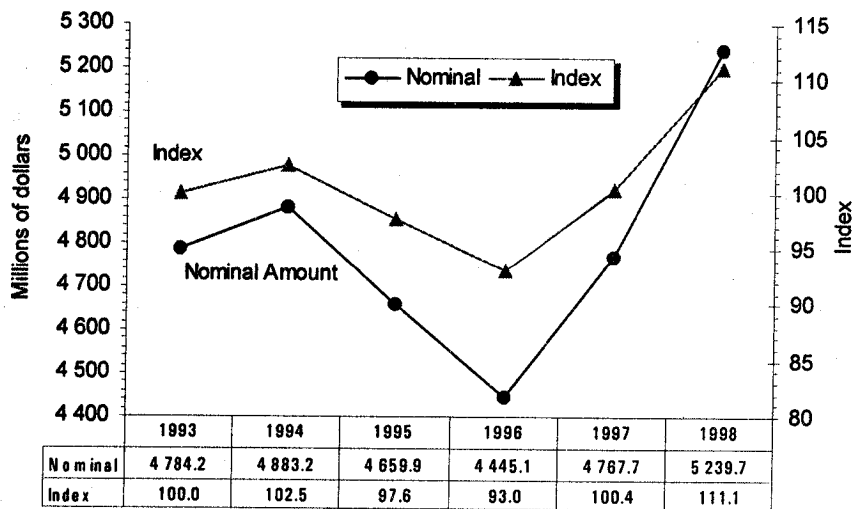 5 300
5 200
5 100
5 000
4 900
4 800
4 700
4 600
4 500
4 400
Millions of dollars
Nominal Index
Index
Nominal Amount
115
110
105
100
95
90
85
80
Index
1993 1994 1995 1996 1997 1998
Nominal 4 784.2 4 883.2 4 659.9 4 445.1 4 767.7 5 239.7
Index 100.0 102.5 97.6 93.0 100.4 111.1